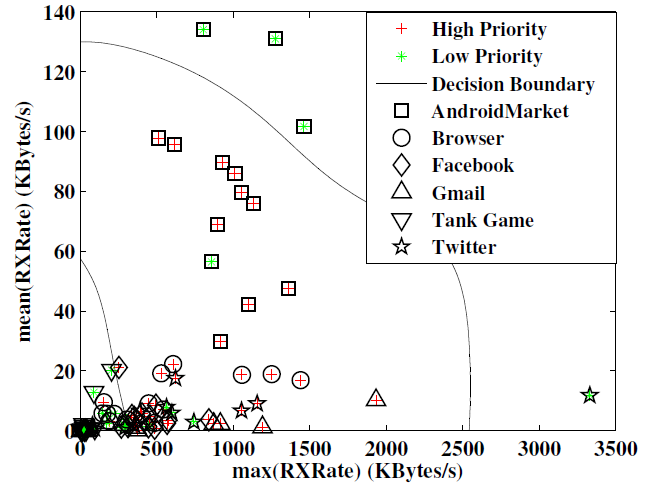 140
120
100
80
60
40
20
0
mean(RXRate) (KBytes/s)
0 500 1000 1500 2000 2500 3000 3500
max(RXRate) (KBytes/s)
High Priority
Low Priority
Decision Boundary
AndroidMarket
Browser
Facebook
Gmail
Tank Game
Twitter